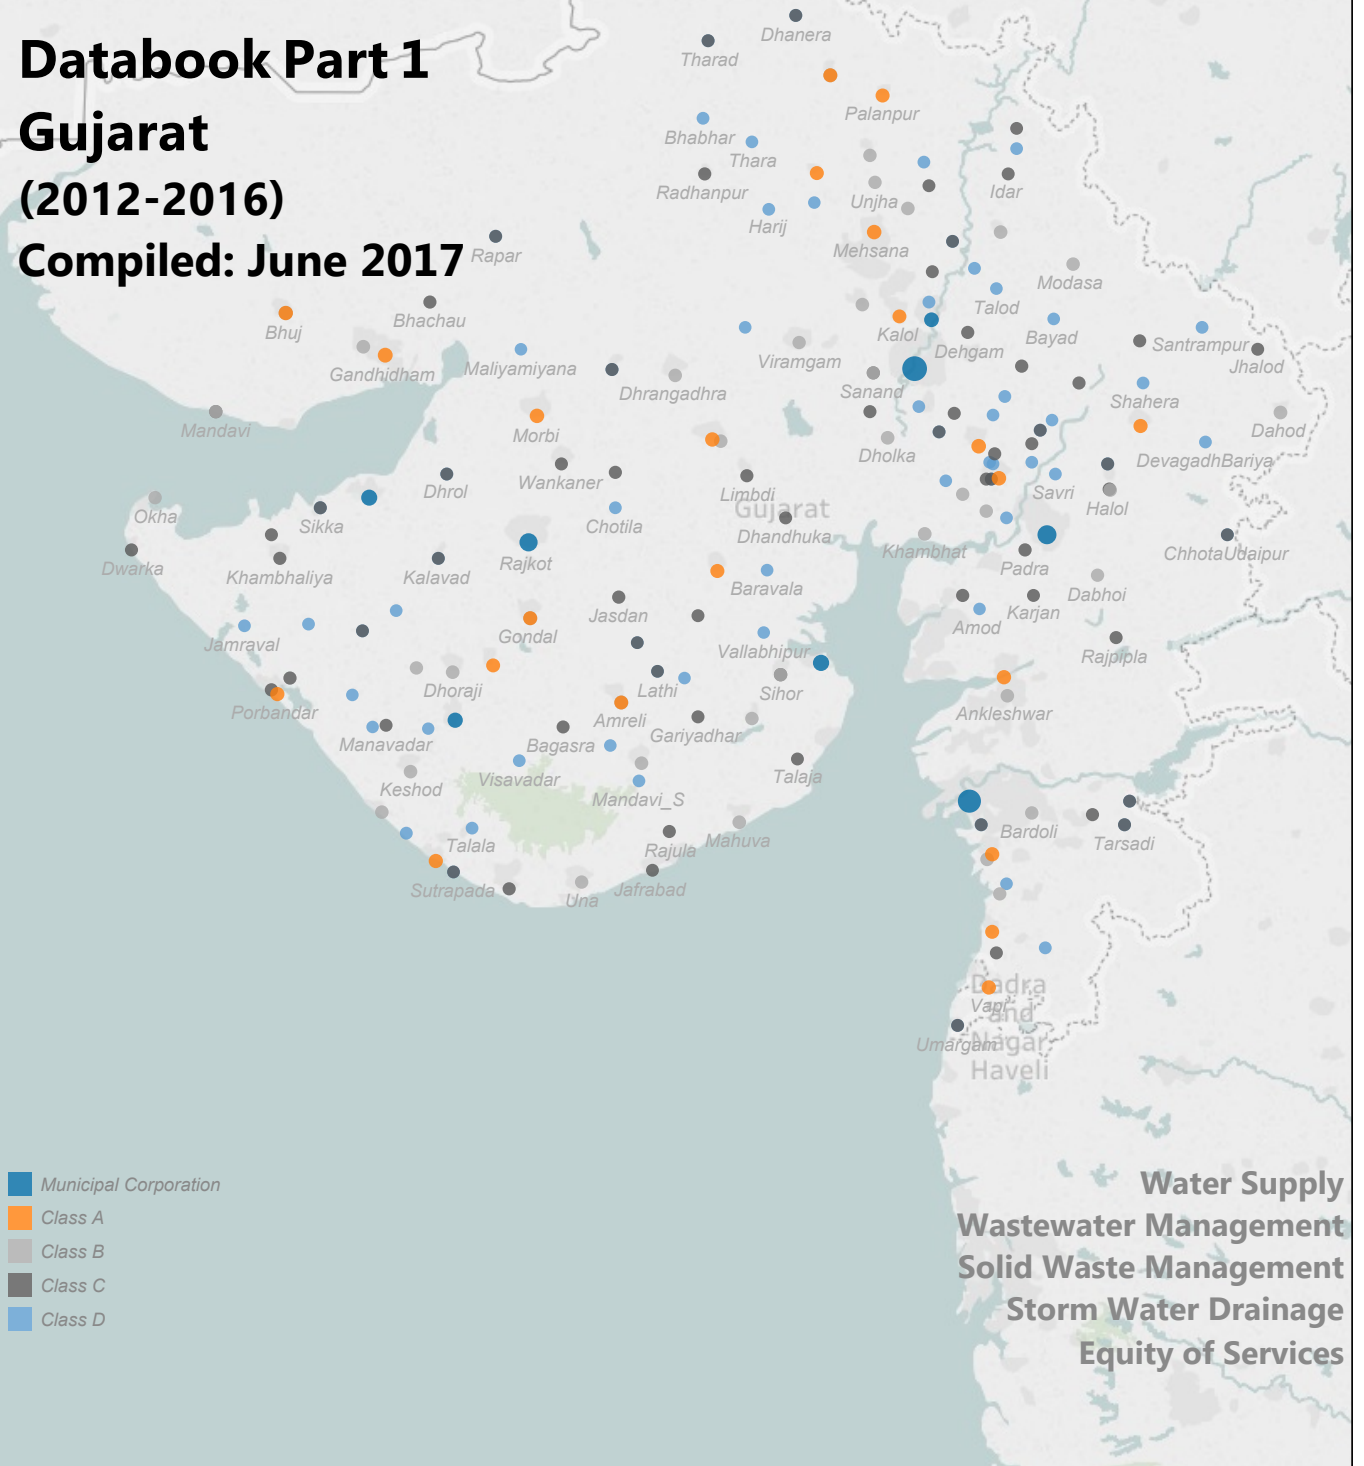 Databook Part 1
Gujarat
(2012-2016)
Compiled: June 2017
Dhanera
Tharad
Palanpur
Bhabhar
Thara
Radhanpur
Idar
Unjha
Harij
Mehsana
Rapar
Modasa
Talod
Bhachau
Bhuj
Kalol
Bayad
Santrampur
Dehgam
Viramgam
Jhalod
Maliyamiyana
Gandhidham
Dhrangadhra
Sanand
Shahera
Mandavi
Dahod
Morbi
Dholka
DevagadhBariya
Wankaner
Dhrol
Limbdi
Savri
Halol
Gujarat
Okha
Sikka
Chotila
Dhandhuka
Khambhat
ChhotaUdaipur
Rajkot
Dwarka
Khambhaliya
Kalavad
Padra
Baravala
Dabhoi
Jasdan
Karjan
Amod
Gondal
Jamraval
Vallabhipur
Rajpipla
Dhoraji
Lathi
Sihor
Porbandar
Ankleshwar
Amreli
Gariyadhar
Manavadar
Bagasra
Visavadar
Talaja
Keshod
Mandavi_S
Bardoli
Mahuva
Talala
Rajula
Tarsadi
Sutrapada
Jafrabad
Una
Dadra
Vapi
and
Umargam
Nagar
Haveli
Municipal Corporation
Class A
Class B
Class C
Class D
Water Supply
Wastewater Management
Solid Waste Management
Storm Water Drainage
Equity of Services